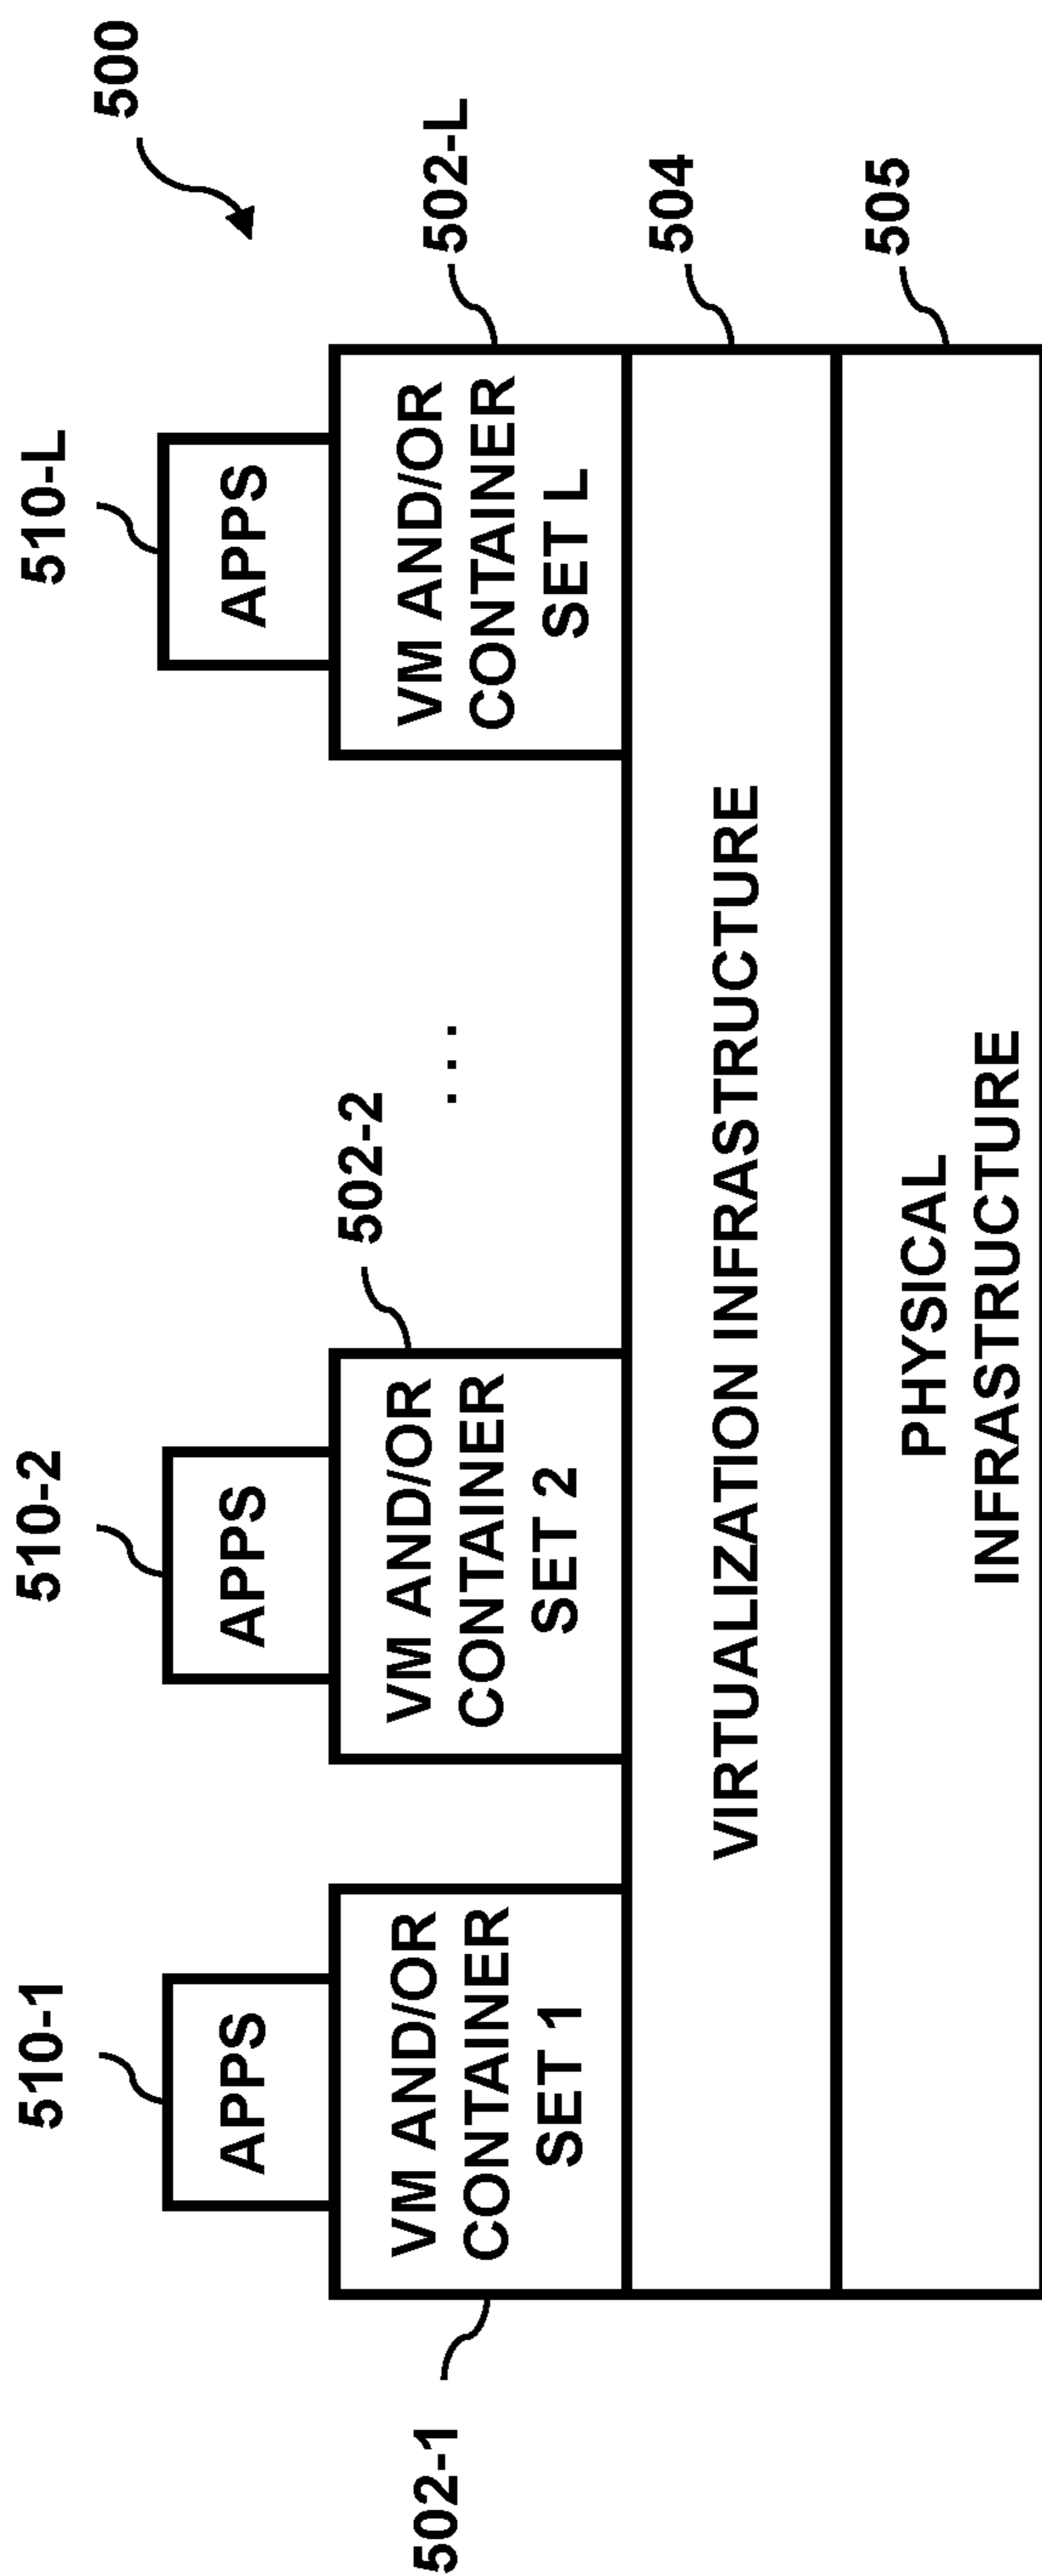 500
510-1
510-2
510-L
APPS
APPS
APPS
502-1
VM AND/OR
CONTAINER
SET 1
502-2
VM AND/OR
CONTAINER
SET 2
. . .
502-L
VM AND/OR
CONTAINER
SET L
VIRTUALIZATION INFRASTRUCTURE
504
PHYSICAL
INFRASTRUCTURE
505